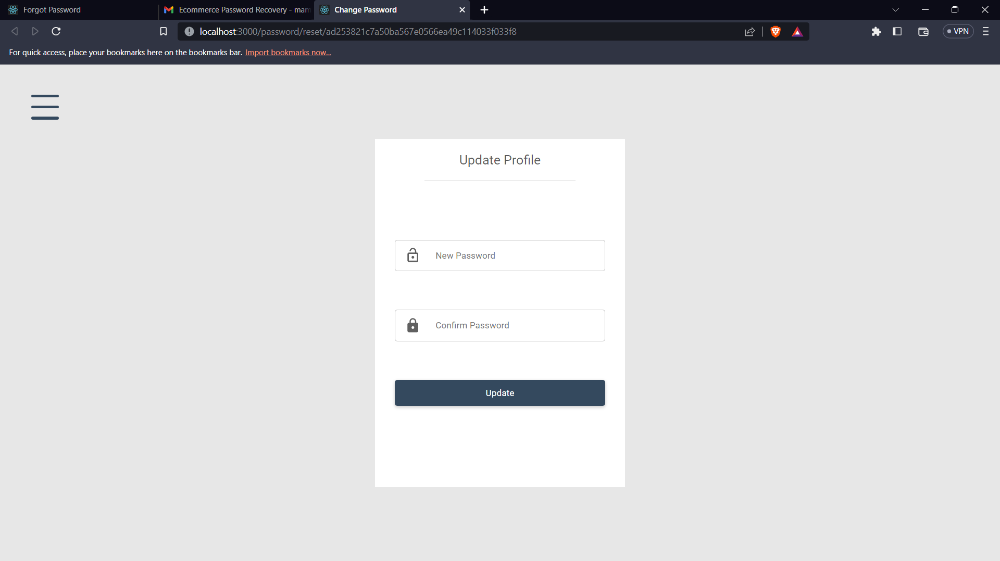 Forgot Password
Ecommerce Password Recovery - mam
Change Password
localhost:3000/password/reset/ad253821c7a50ba567e0566ea49c114033f033f8
VPN
For quick access, place your bookmarks here on the bookmarks bar. Import bookmarks now...
Update Profile
New Password
Confirm Password
Update